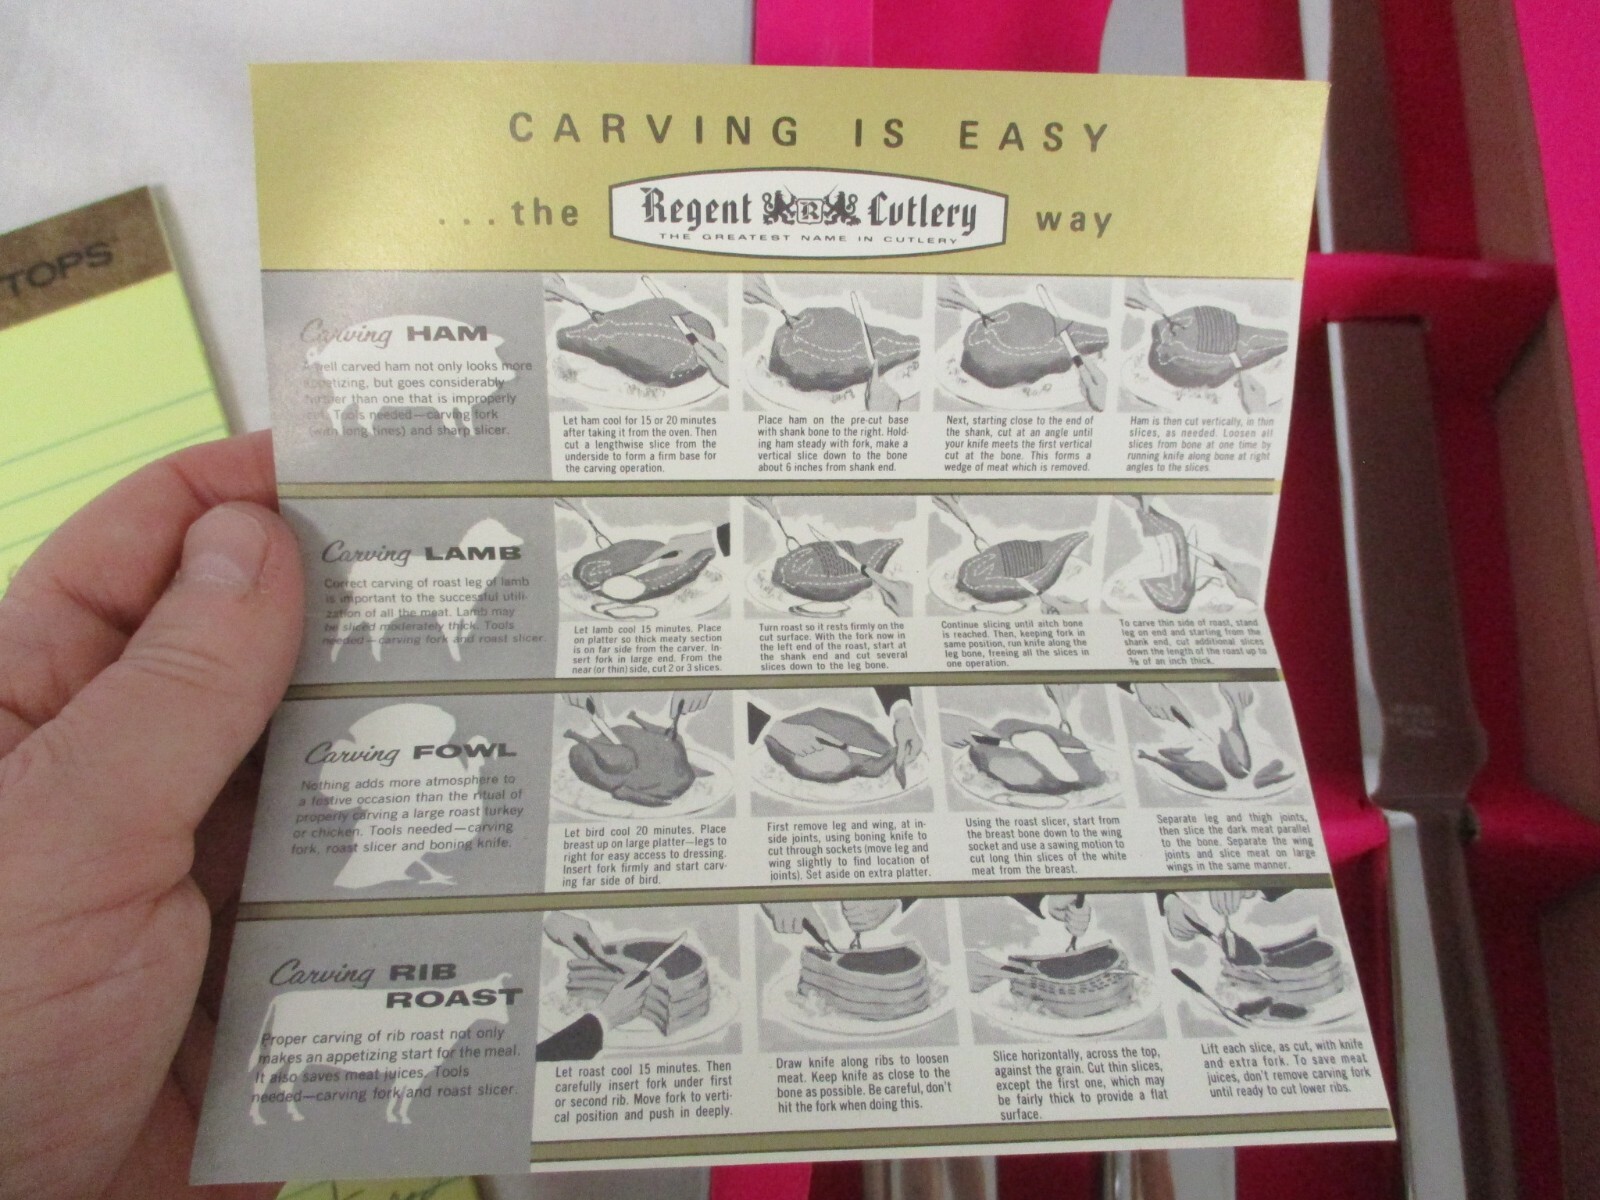 TOPS
CARVING IS EASY
...the Regent R Cutlery way
THE GREATEST NAME IN CUTLERY
Carving HAM
A well carved ham not only looks more
appetizing, but goes considerably
further than one that is improperly
cut. Tools needed—carving fork
(with long tines) and sharp slicer.
Let ham cool for 15 or 20 minutes
after taking it from the oven. Then
cut a lengthwise slice from the
underside to form a firm base for
the carving operation.
Place ham on the pre-cut base
with shank bone to the right. Hold-
ing ham steady with fork, make a
vertical slice down to the bone
about 6 inches from shank end.
Next, starting close to the end of
the shank, cut at an angle until
your knife meets the first vertical
cut at the bone. This forms a
wedge of meat which is removed.
Ham is then cut vertically, in thin
slices, as needed. Loosen all
slices from bone at one time by
running knife along bone at right
angles to the slices.
Carving LAMB
Correct carving of roast leg of lamb
is important to the successful utili-
zation of all the meat. Lamb may
be sliced moderately thick. Tools
needed—carving fork and roast slicer.
Let lamb cool 15 minutes. Place
on platter so thick meaty section
is on far side from the carver. In-
sert fork in large end. From the
near (or thin) side, cut 2 or 3 slices.
Turn roast so it rests firmly on the
cut surface. With the fork now in
the left end of the roast, start at
the shank end and cut several
slices down to the leg bone.
Continue slicing until aitch bone
is reached. Then, keeping fork in
same position, run knife along the
leg bone, freeing all the slices in
one operation.
To carve thin side of roast, stand
leg on end and starting from the
shank end, cut additional slices
down the length of the roast up to
⅜ of an inch thick.
Carving FOWL
Nothing adds more atmosphere to
a festive occasion than the ritual of
properly carving a large roast turkey
or chicken. Tools needed—carving
fork, roast slicer and boning knife.
Let bird cool 20 minutes. Place
breast up on large platter—legs to
right for easy access to dressing.
Insert fork firmly and start carv-
ing far side of bird.
First remove leg and wing, at in-
side joints, using boning knife to
cut through sockets (move leg and
wing slightly to find location of
joints). Set aside on extra platter.
Using the roast slicer, start from
the breast bone down to the wing
socket and use a sawing motion to
cut long thin slices of the white
meat from the breast.
Separate leg and thigh joints,
then slice the dark meat parallel
to the bone. Separate the wing
joints and slice meat on large
wings in the same manner.
Carving RIB
ROAST
Proper carving of rib roast not only
makes an appetizing start for the meal.
It also saves meat juices. Tools
needed—carving fork and roast slicer.
Let roast cool 15 minutes. Then
carefully insert fork under first
or second rib. Move fork to verti-
cal position and push in deeply.
Draw knife along ribs to loosen
meat. Keep knife as close to the
bone as possible. Be careful, don't
hit the fork when doing this.
Slice horizontally, across the top,
against the grain. Cut thin slices,
except the first one, which may
be fairly thick to provide a flat
surface.
Lift each slice, as cut, with knife
and extra fork. To save meat
juices, don't remove carving fork
until ready to cut lower ribs.